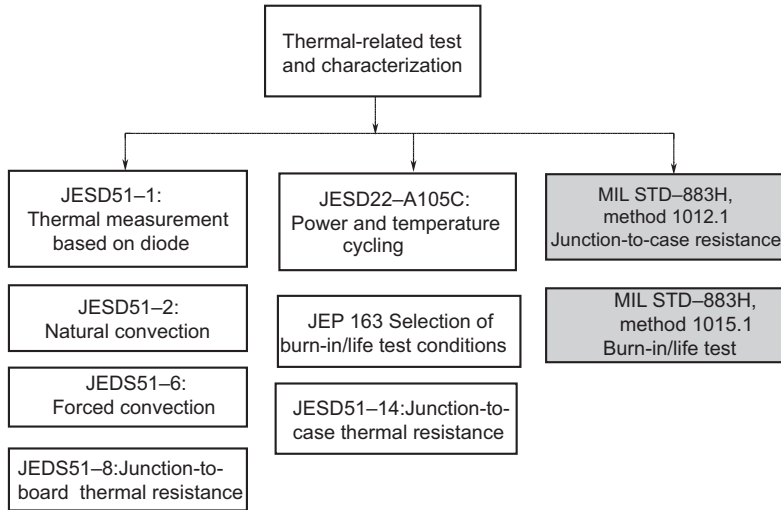 Thermal-related test
and characterization
JESD51–1:
Thermal measurement
based on diode
JESD51–2:
Natural convection
JEDS51–6:
Forced convection
JEDS51–8:Junction-to-
board thermal resistance
JESD22–A105C:
Power and temperature
cycling
JEP 163 Selection of
burn-in/life test conditions
JESD51–14:Junction-to-
case thermal resistance
MIL STD–883H,
method 1012.1
Junction-to-case resistance
MIL STD–883H,
method 1015.1
Burn-in/life test